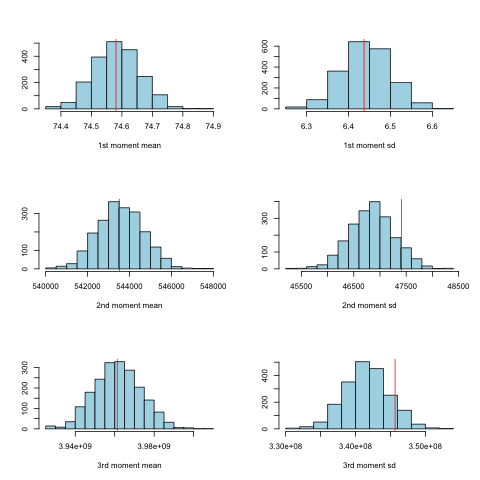 0 200 400
0 200 400 600
74.4 74.5 74.6 74.7 74.8 74.9
6.3 6.4 6.5 6.6
1st moment mean
1st moment sd
0 100 300
0 100 300
540000 542000 544000 546000 548000
45500 46500 47500 48500
2nd moment mean
2nd moment sd
0 100 200 300
0 200 400
3.94e+09 3.98e+09
3.30e+08 3.40e+08 3.50e+08
3rd moment mean
3rd moment sd